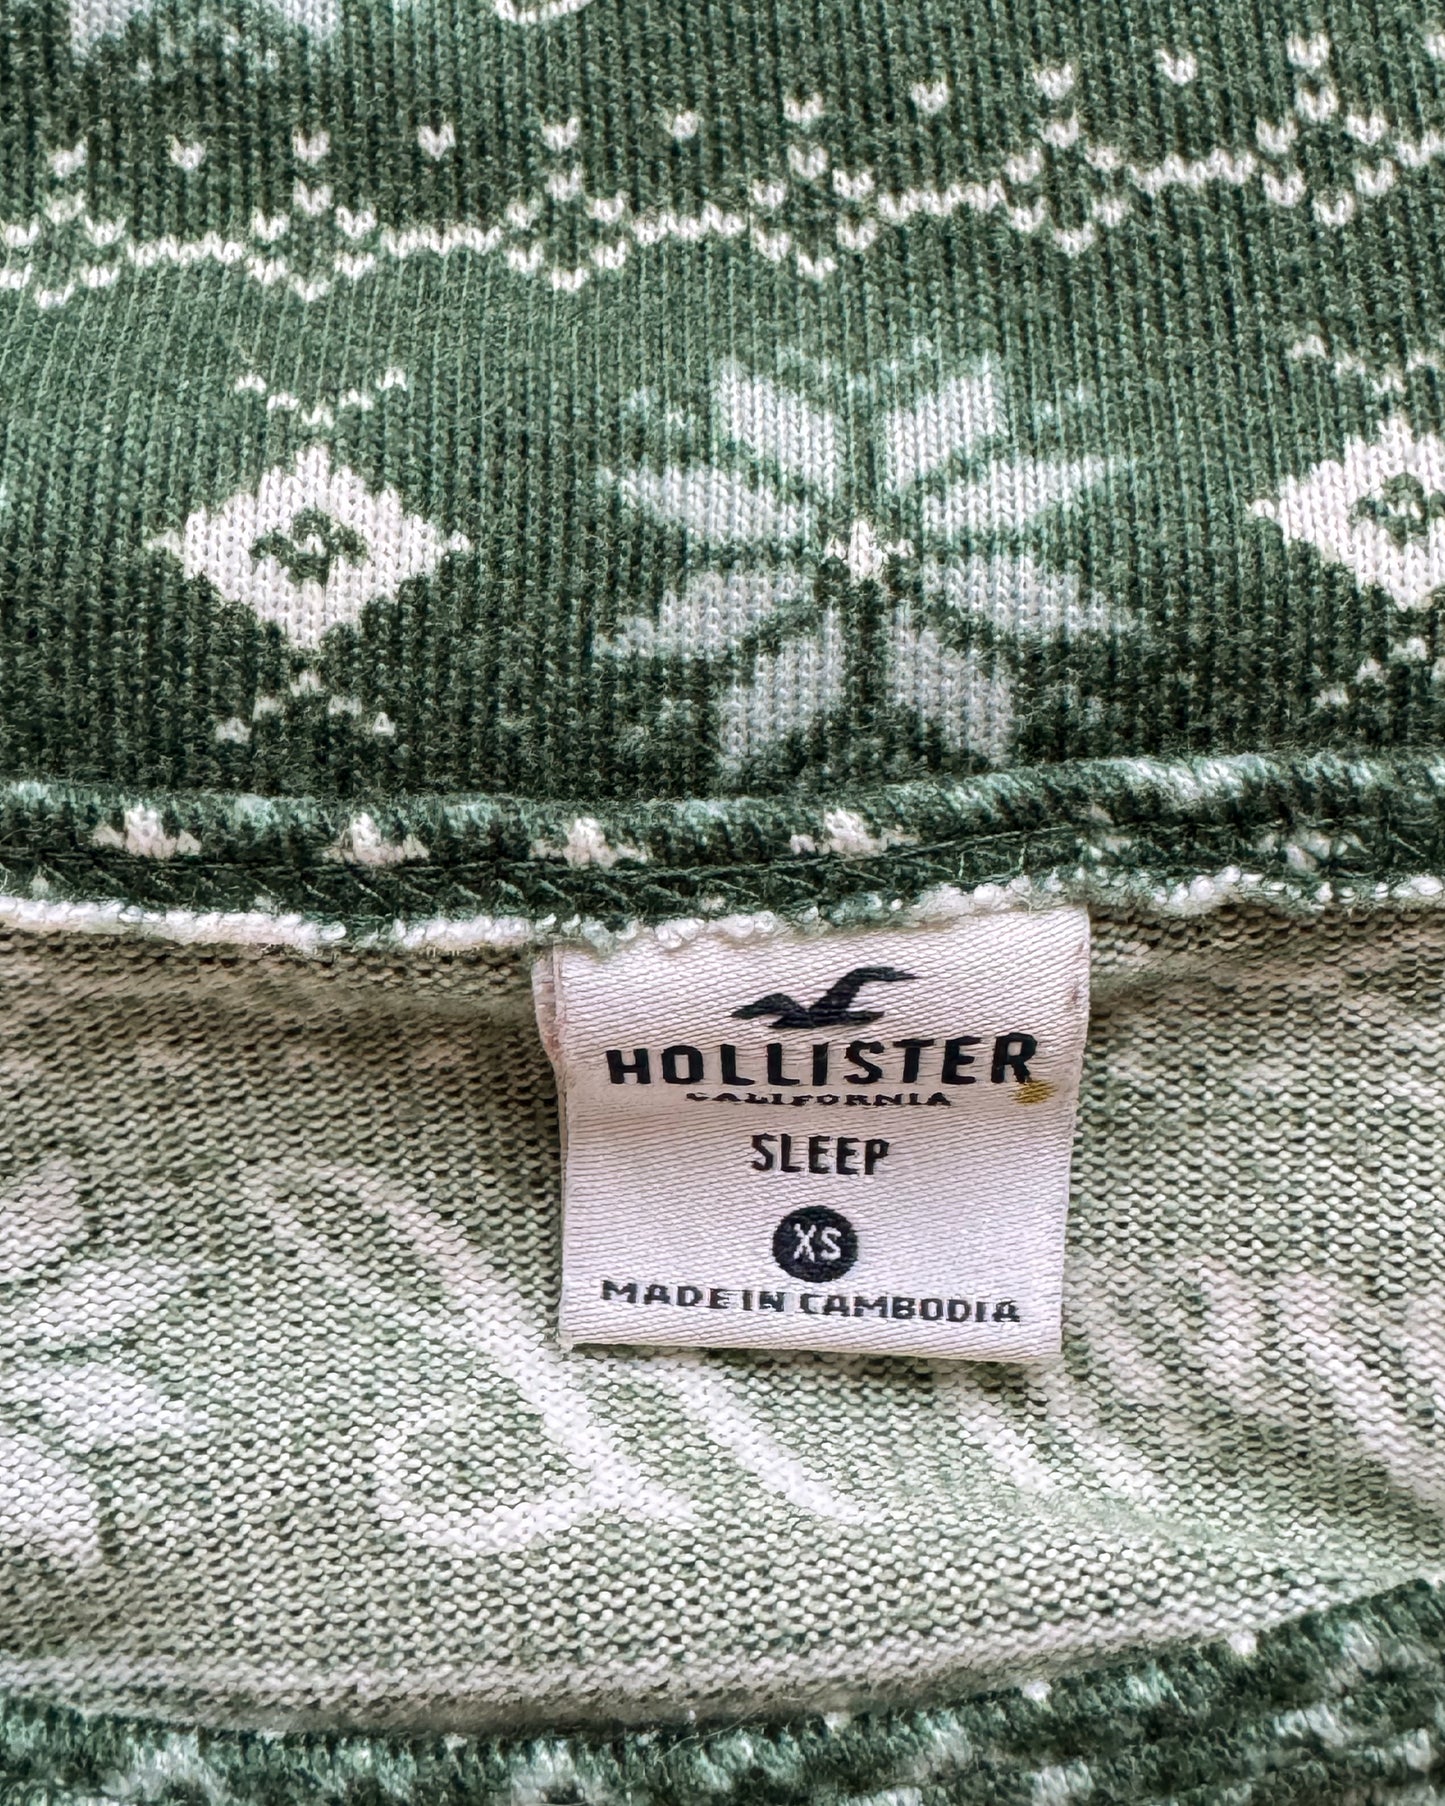 HOLLISTER
CALIFORNIA
SLEEP
XS
MADE IN CAMBODIA